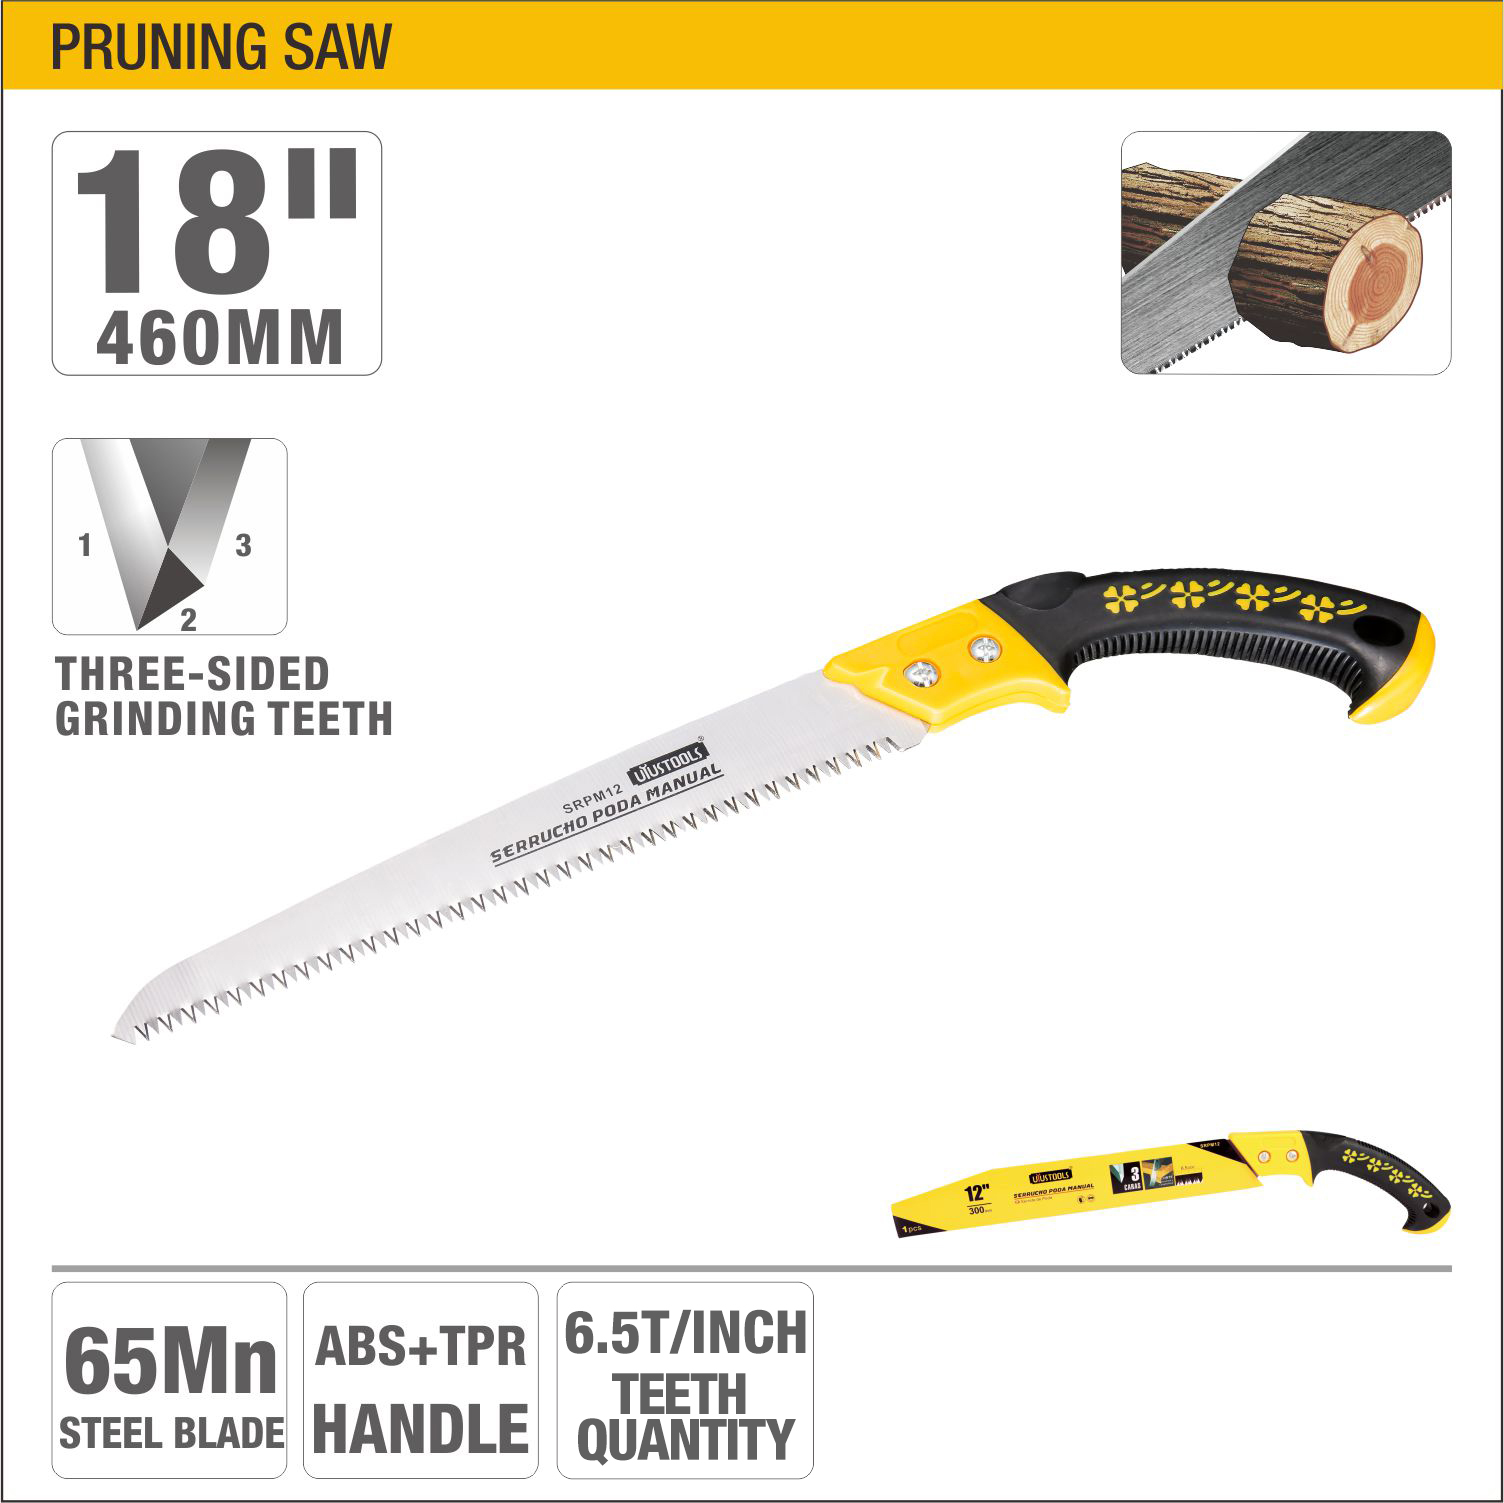 PRUNING SAW
18"
460MM
1
3
2
THREE-SIDED
GRINDING TEETH
SRPM12 UYUSTOOLS®
SERRUCHO PODA MANUAL
SRPM12
12"
300mm
UYUSTOOLS
SERRUCHO PODA MANUAL
3
CARAS
1pcs
65Mn
STEEL BLADE
ABS+TPR
HANDLE
6.5T/INCH
TEETH
QUANTITY